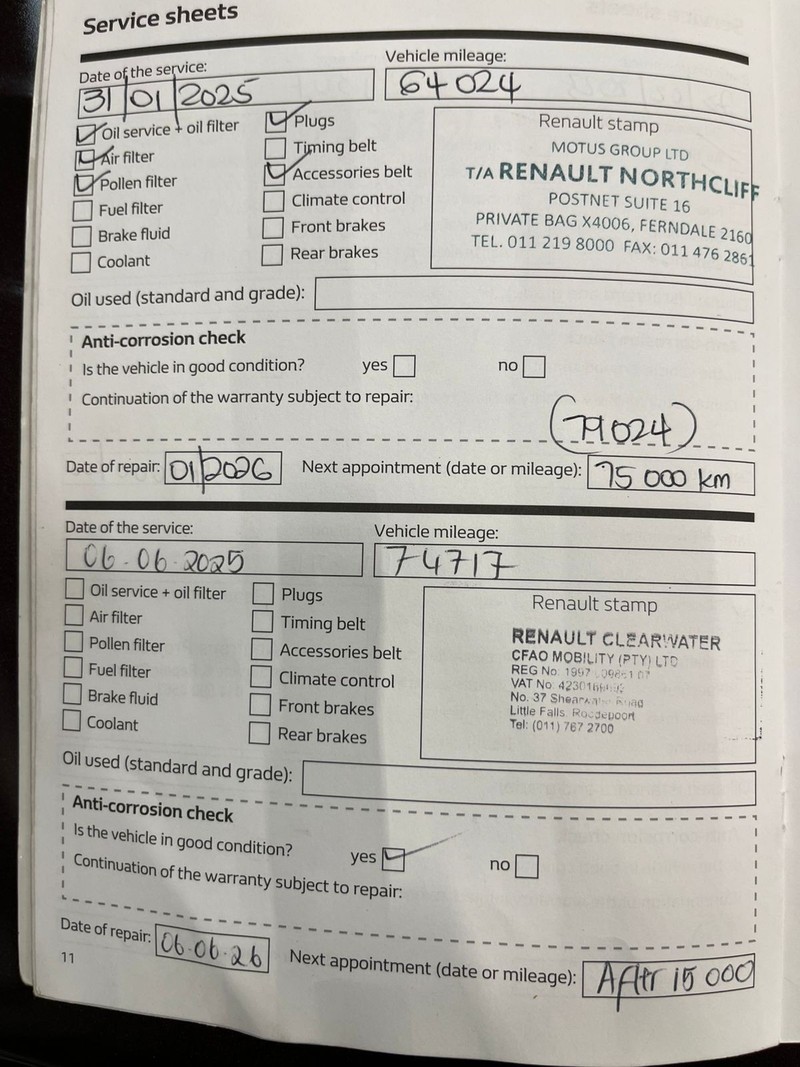 Service sheets
Date of the service: Vehicle mileage:
31|01|2025 64 024
Oil service + oil filter Plugs
Air filter Timing belt
Pollen filter Accessories belt
Fuel filter Climate control
Brake fluid Front brakes
Coolant Rear brakes
Renault stamp
MOTUS GROUP LTD
T/A RENAULT NORTHCLIFF
POSTNET SUITE 16
PRIVATE BAG X4006, FERNDALE 2160
TEL. 011 219 8000 FAX: 011 476 2861
Oil used (standard and grade):
Anti-corrosion check
Is the vehicle in good condition? yes no
Continuation of the warranty subject to repair:
(79024)
Date of repair: 01|2026 Next appointment (date or mileage): 75 000 km
Date of the service: Vehicle mileage:
06-06-2025 74717
Oil service + oil filter Plugs
Air filter Timing belt
Pollen filter Accessories belt
Fuel filter Climate control
Brake fluid Front brakes
Coolant Rear brakes
Renault stamp
RENAULT CLEARWATER
CFAO MOBILITY (PTY) LTD
REG No. 1997
VAT No.
No. 37
Little Falls, Roodepoort
Tel: (011) 767 2700
Oil used (standard and grade):
Anti-corrosion check
Is the vehicle in good condition? yes no
Continuation of the warranty subject to repair:
Date of repair: 06.06.26 Next appointment (date or mileage): After 15 000
11